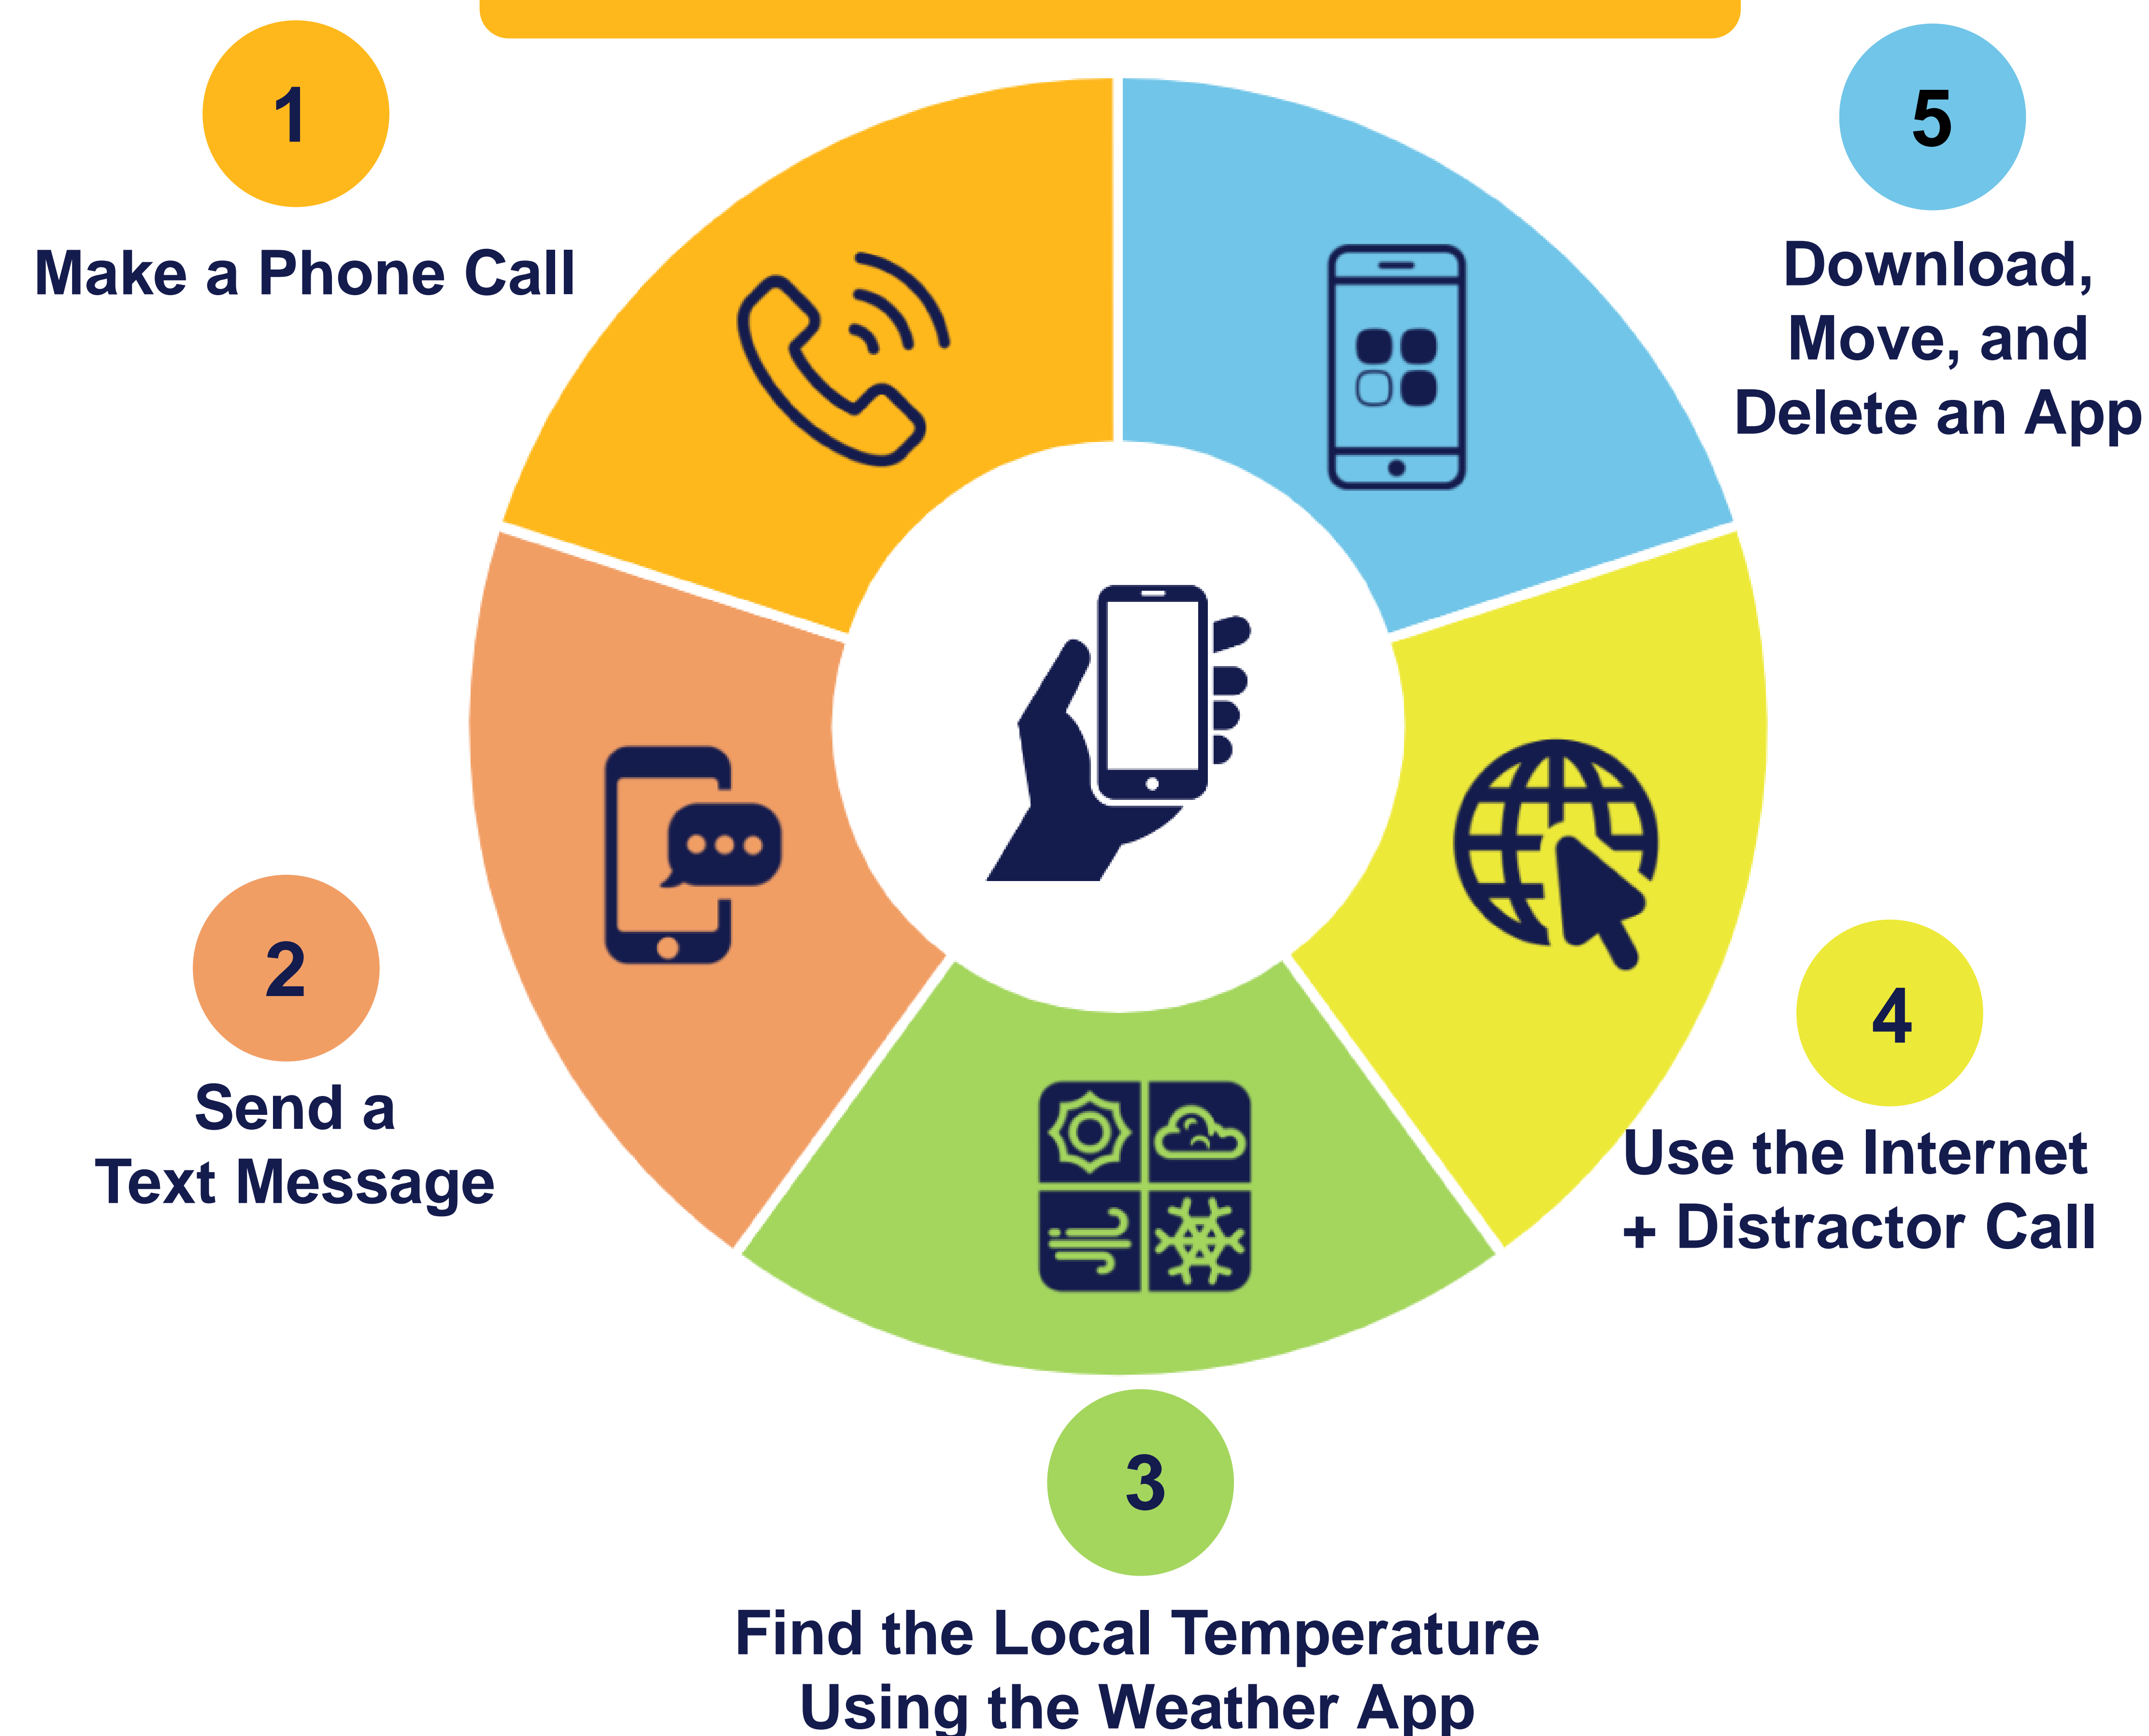 1
Make a Phone Call
2
Send a
Text Message
3
Find the Local Temperature
Using the Weather App
4
Use the Internet
+ Distractor Call
5
Download,
Move, and
Delete an App